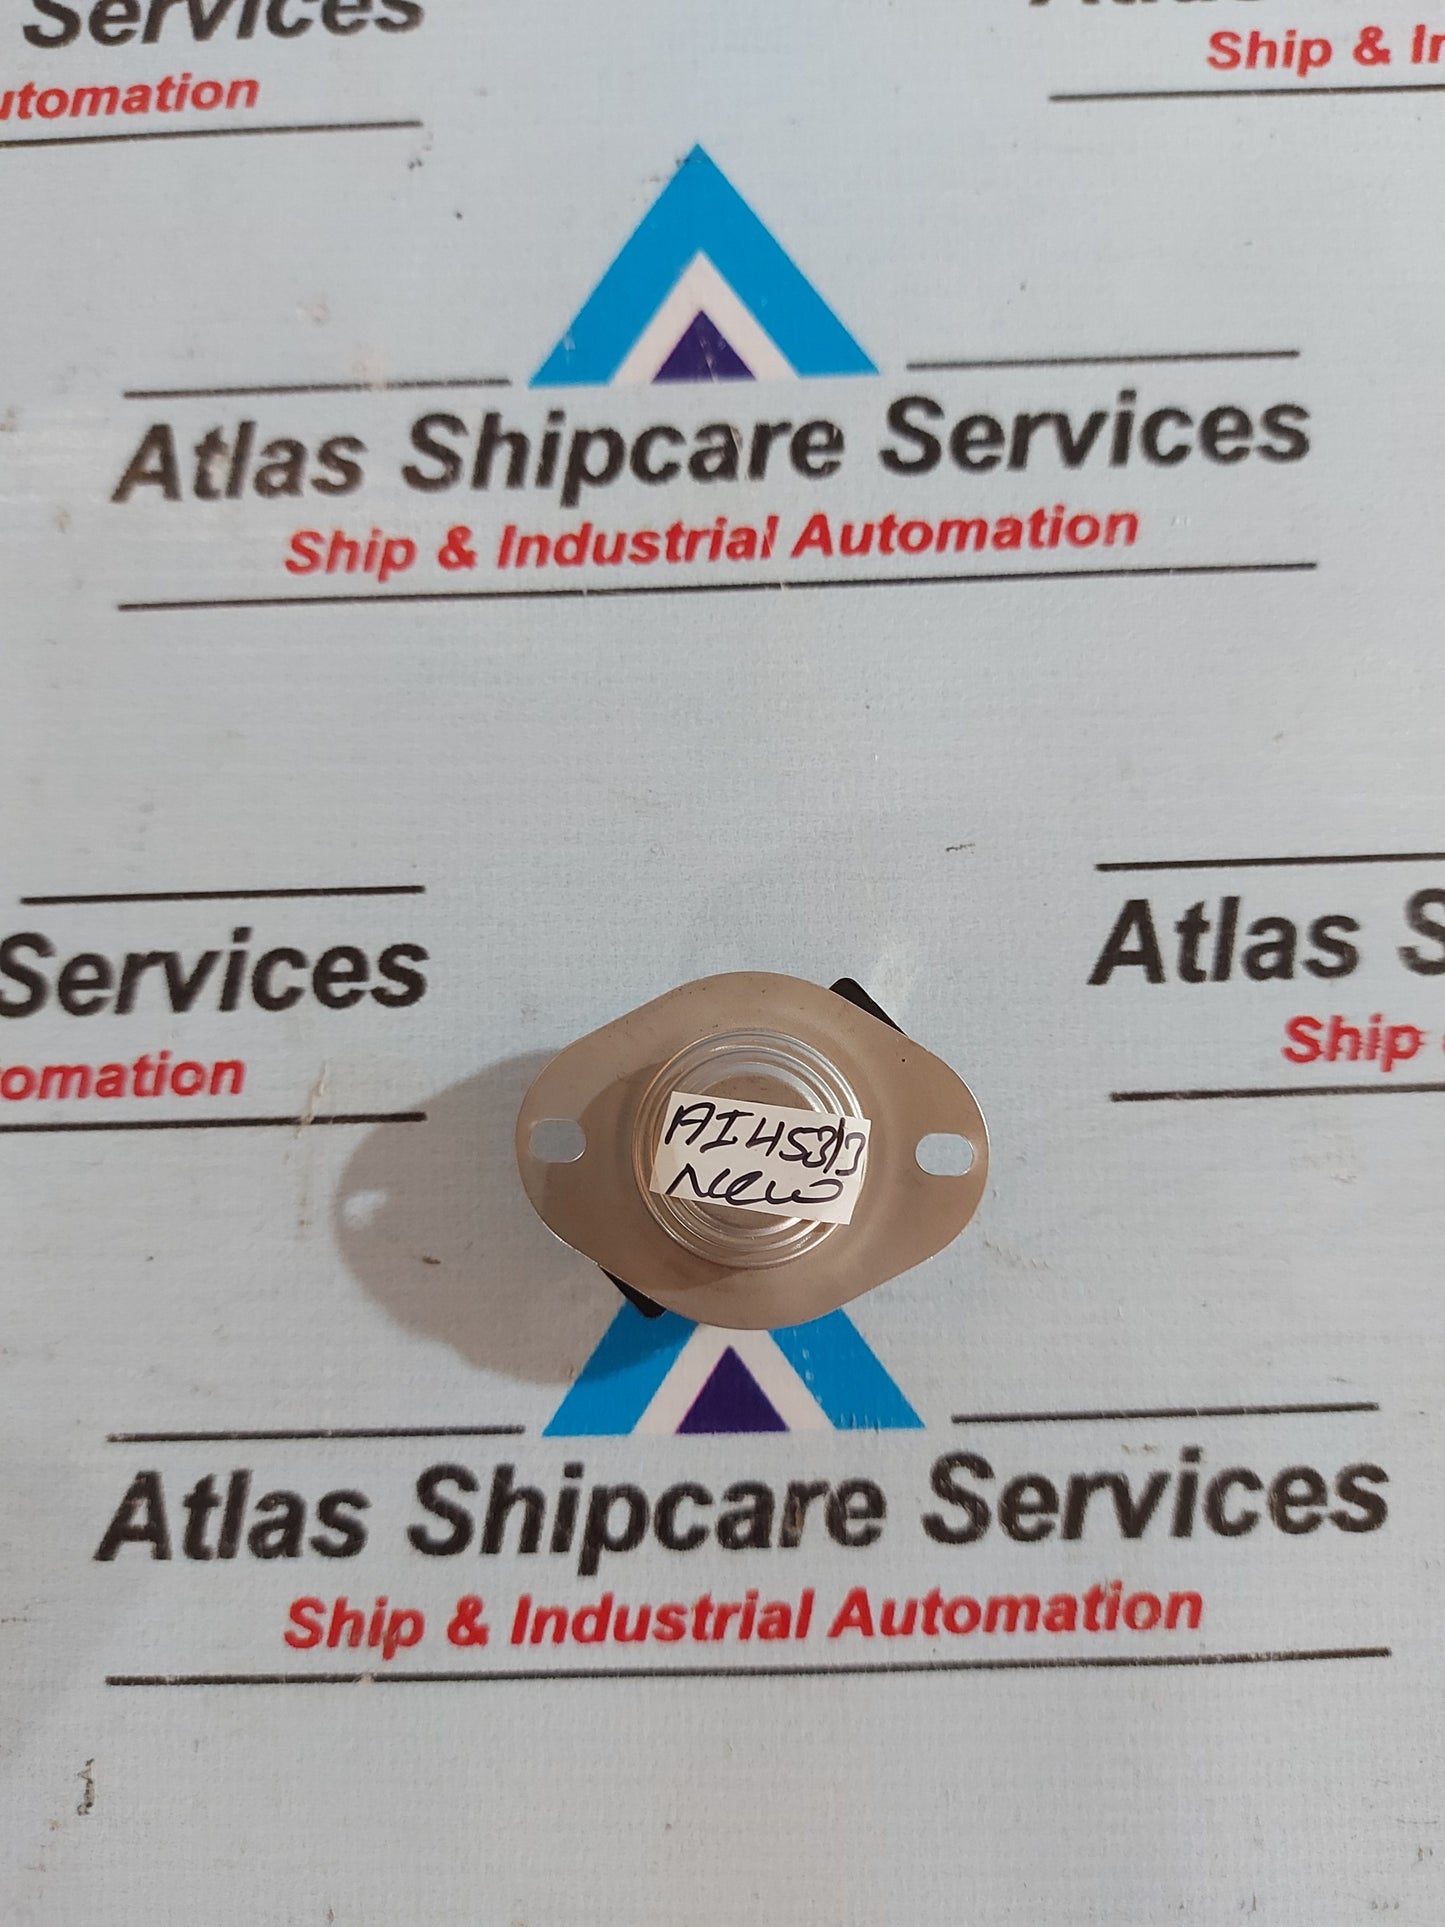 Services
utomation
Ship & In
Atlas Shipcare Services
Ship & Industrial Automation
Services
omation
Atlas S
Ship
AI45313
New
Atlas Shipcare Services
Ship & Industrial Automation